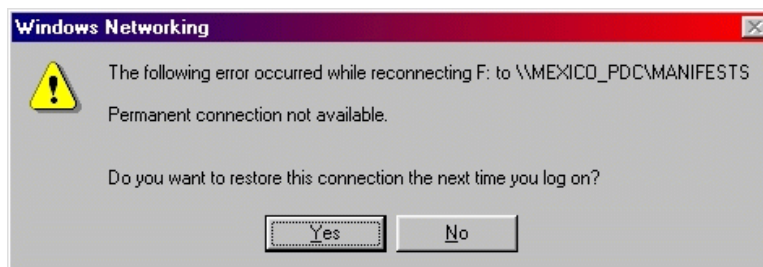 Windows Networking
The following error occurred while reconnecting F: to \\MEXICO_PDC\MANIFESTS
Permanent connection not available.
Do you want to restore this connection the next time you log on?
Yes
No